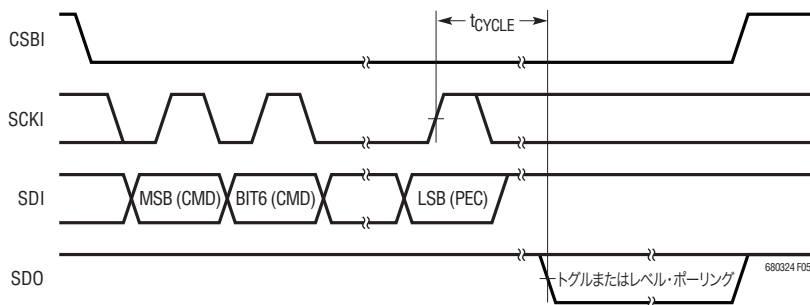 tCYCLE
CSBI
SCKI
SDI
MSB (CMD)
BIT6 (CMD)
LSB (PEC)
SDO
トグルまたはレベル・ポーリング
680324 F05